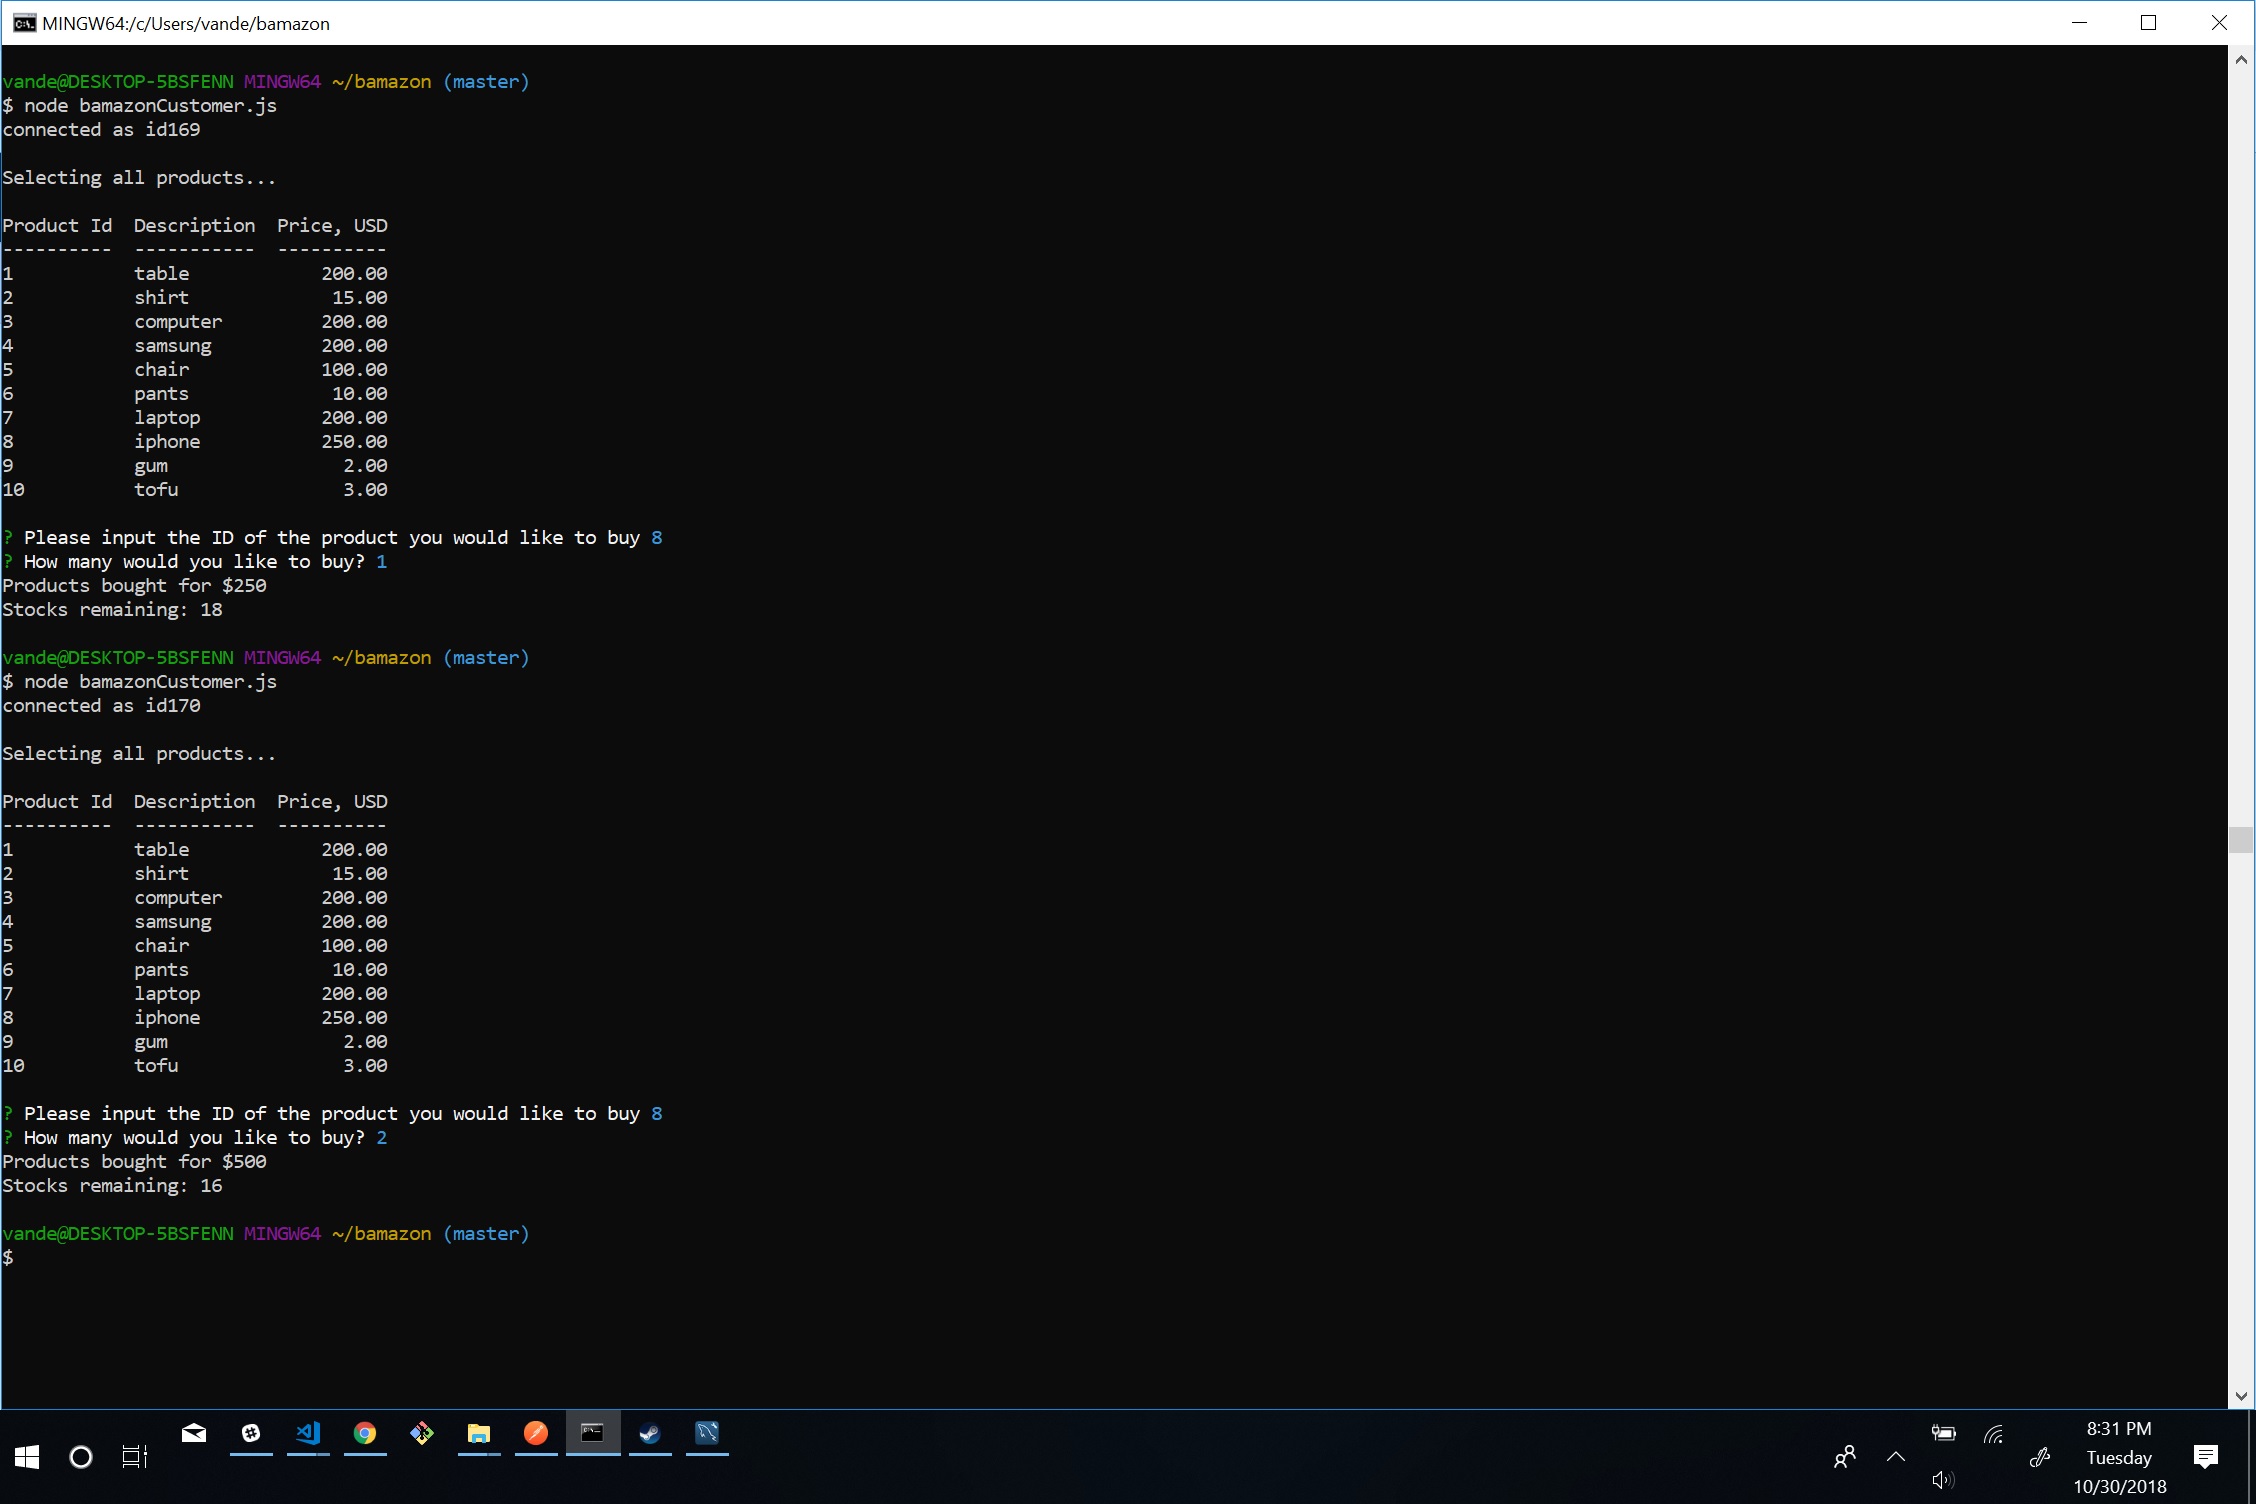 MINGW64:/c/Users/vande/bamazon
vande@DESKTOP-5BSFENN MINGW64 ~/bamazon (master)
$ node bamazonCustomer.js
connected as id169
Selecting all products...
Product Id  Description  Price, USD
----------  -----------  ----------
1           table            200.00
2           shirt             15.00
3           computer         200.00
4           samsung          200.00
5           chair            100.00
6           pants             10.00
7           laptop           200.00
8           iphone           250.00
9           gum                2.00
10          tofu               3.00
? Please input the ID of the product you would like to buy 8
? How many would you like to buy? 1
Products bought for $250
Stocks remaining: 18
vande@DESKTOP-5BSFENN MINGW64 ~/bamazon (master)
$ node bamazonCustomer.js
connected as id170
Selecting all products...
Product Id  Description  Price, USD
----------  -----------  ----------
1           table            200.00
2           shirt             15.00
3           computer         200.00
4           samsung          200.00
5           chair            100.00
6           pants             10.00
7           laptop           200.00
8           iphone           250.00
9           gum                2.00
10          tofu               3.00
? Please input the ID of the product you would like to buy 8
? How many would you like to buy? 2
Products bought for $500
Stocks remaining: 16
vande@DESKTOP-5BSFENN MINGW64 ~/bamazon (master)
$
8:31 PM
Tuesday
10/30/2018